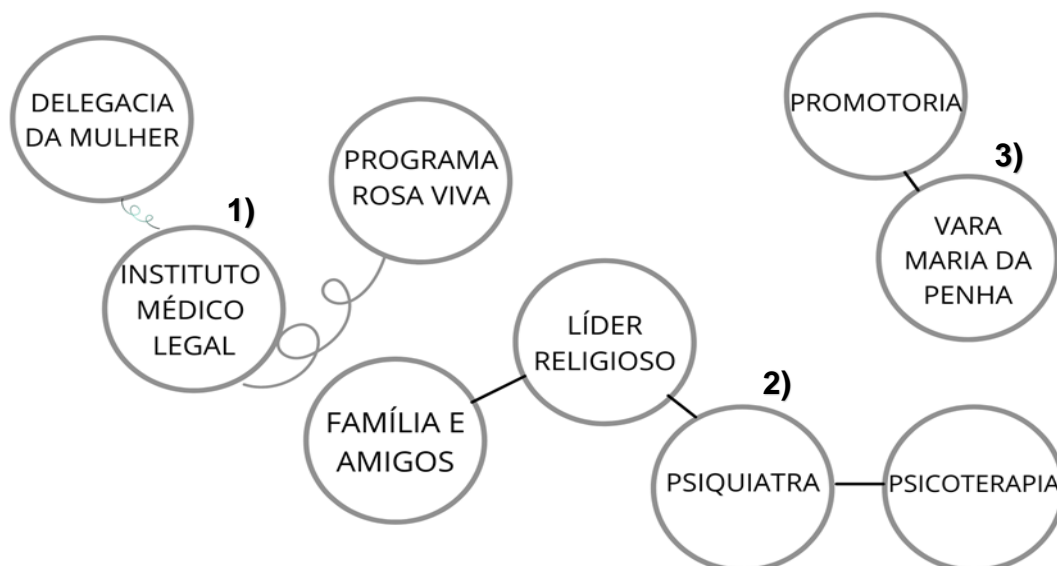 DELEGACIA
DA MULHER
1)
INSTITUTO
MÉDICO
LEGAL
PROGRAMA
ROSA VIVA
FAMÍLIA E
AMIGOS
LÍDER
RELIGIOSO
2)
PSIQUIATRA
PSICOTERAPIA
PROMOTORIA
3)
VARA
MARIA DA
PENHA